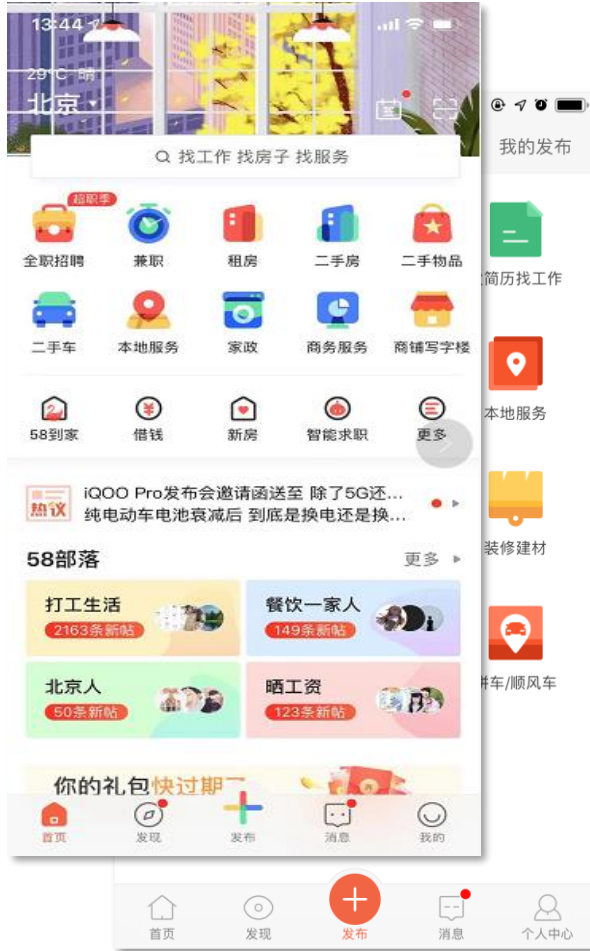 13:44
29°C 晴
北京
找工作 找房子 找服务
超职季
全职招聘 兼职 租房 二手房 二手物品
二手车 本地服务 家政 商务服务 商铺写字楼
58到家 借钱 新房 智能求职 更多
热议
iQOO Pro发布会邀请函送至 除了5G还...
纯电动车电池衰减后 到底是换电还是换...
58部落 更多
打工生活
2163条新帖
餐饮一家人
149条新帖
北京人
50条新帖
晒工资
123条新帖
你的礼包快过期了
首页 发现 发布 消息 我的
我的发布
简历找工作
本地服务
装修建材
拼车/顺风车
首页 发现 发布 消息 个人中心